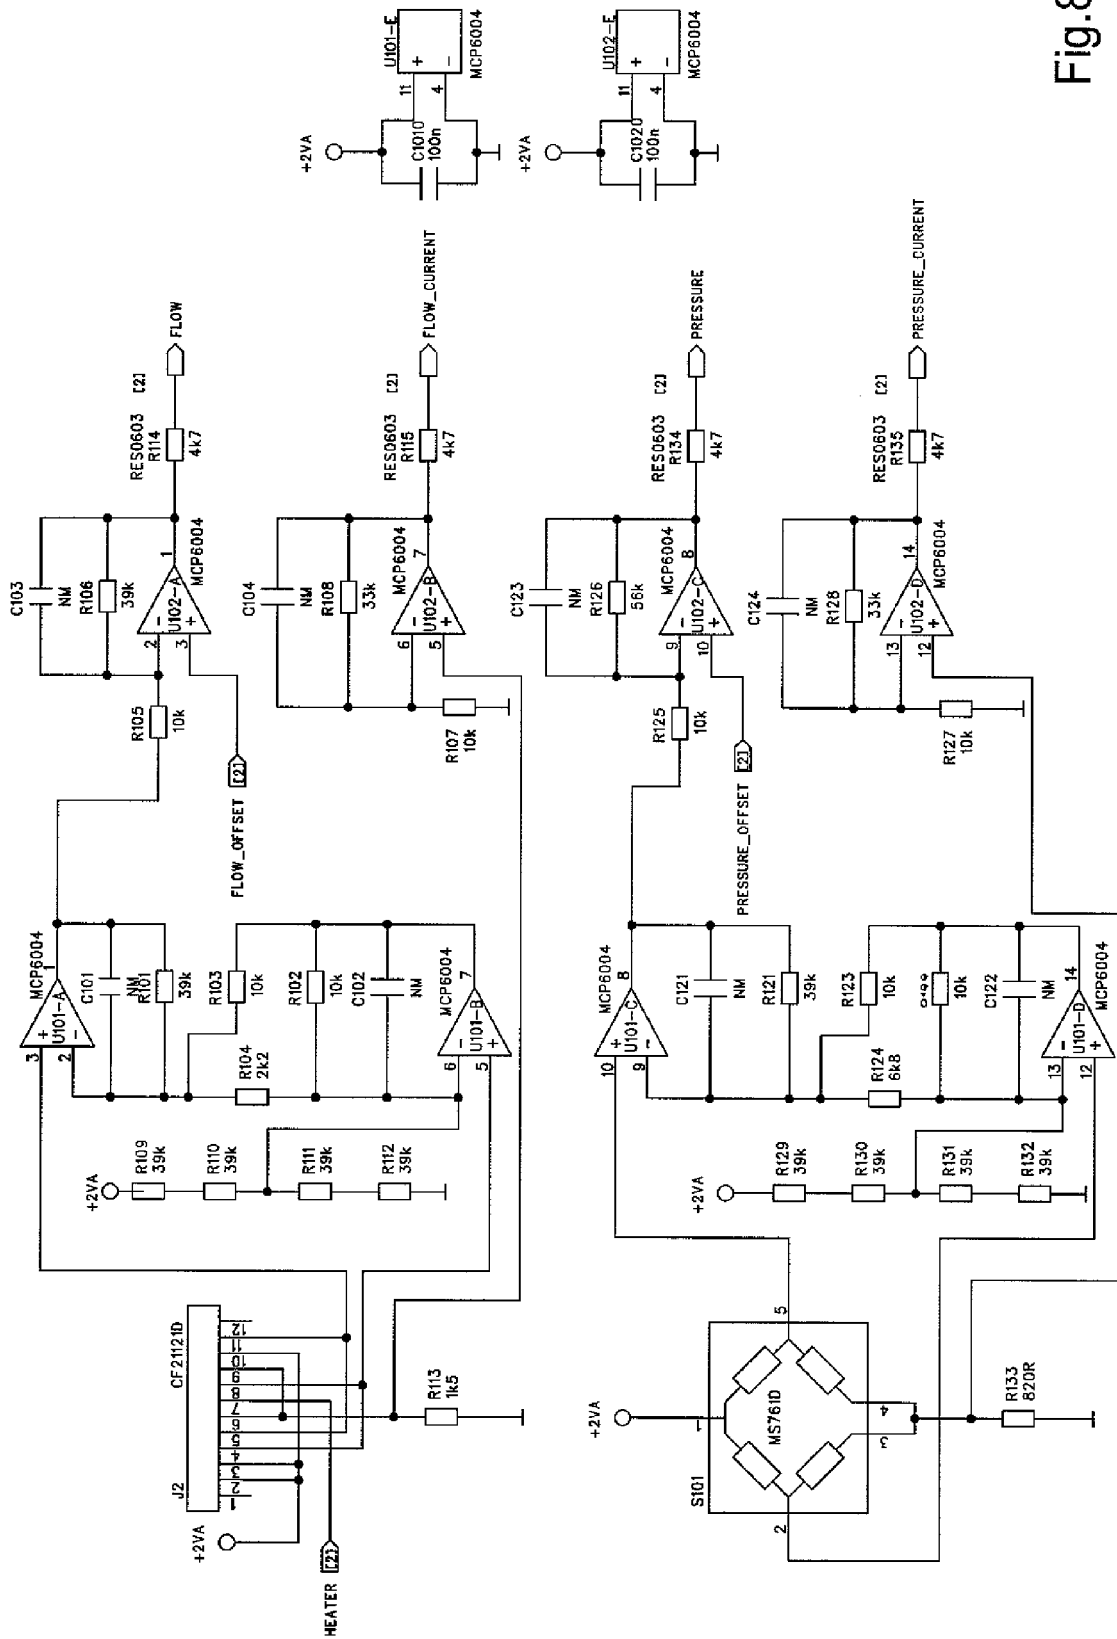 Fig.8
U101-E
+
-
11
4
MCP6004
+2VA
C1010
100n
U102-E
+
-
11
4
MCP6004
+2VA
C1020
100n
C103
NM
R106
39k
2
3
-
+
U102-A
1
MCP6004
R105
10k
FLOW_OFFSET
[2]
RES0603
R114
4k7
[2]
FLOW
C104
NM
R108
33k
6
5
-
+
U102-B
7
MCP6004
R107
10k
RES0603
R115
4k7
[2]
FLOW_CURRENT
C123
NM
R126
56k
9
10
-
+
U102-C
8
MCP6004
R125
10k
PRESSURE_OFFSET
[2]
RES0603
R134
4k7
[2]
PRESSURE
C124
NM
R128
33k
13
12
-
+
U102-D
14
MCP6004
R127
10k
RES0603
R135
4k7
[2]
PRESSURE_CURRENT
3
2
+
-
U101-A
1
MCP6004
C101
NM
R101
39k
R103
10k
R104
2k2
R102
10k
C102
NM
6
5
-
+
U101-B
7
MCP6004
+2VA
R109
39k
R110
39k
R111
39k
R112
39k
10
9
+
-
U101-C
8
MCP6004
C121
NM
R121
39k
R123
10k
R124
6k8
10k
C122
NM
13
12
-
+
U101-D
14
MCP6004
+2VA
R129
39k
R130
39k
R131
39k
R132
39k
J2
CF21121D
1
2
3
4
5
6
7
8
9
10
11
12
+2VA
HEATER
[2]
R113
1k5
+2VA
S101
MS761D
1
2
3
4
5
R133
820R